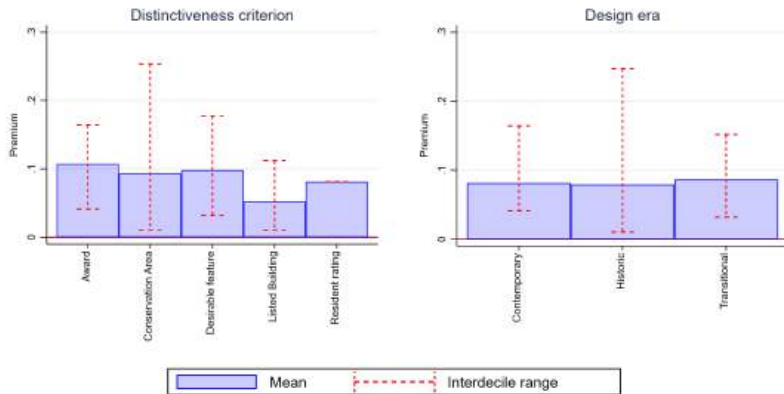 Distinctiveness criterion
Premium
.3
.2
.1
0
Award
Conservation Area
Desirable feature
Listed Building
Resident rating
Design era
Premium
.3
.2
.1
0
Contemporary
Historic
Transitional
Mean
Interdecile range